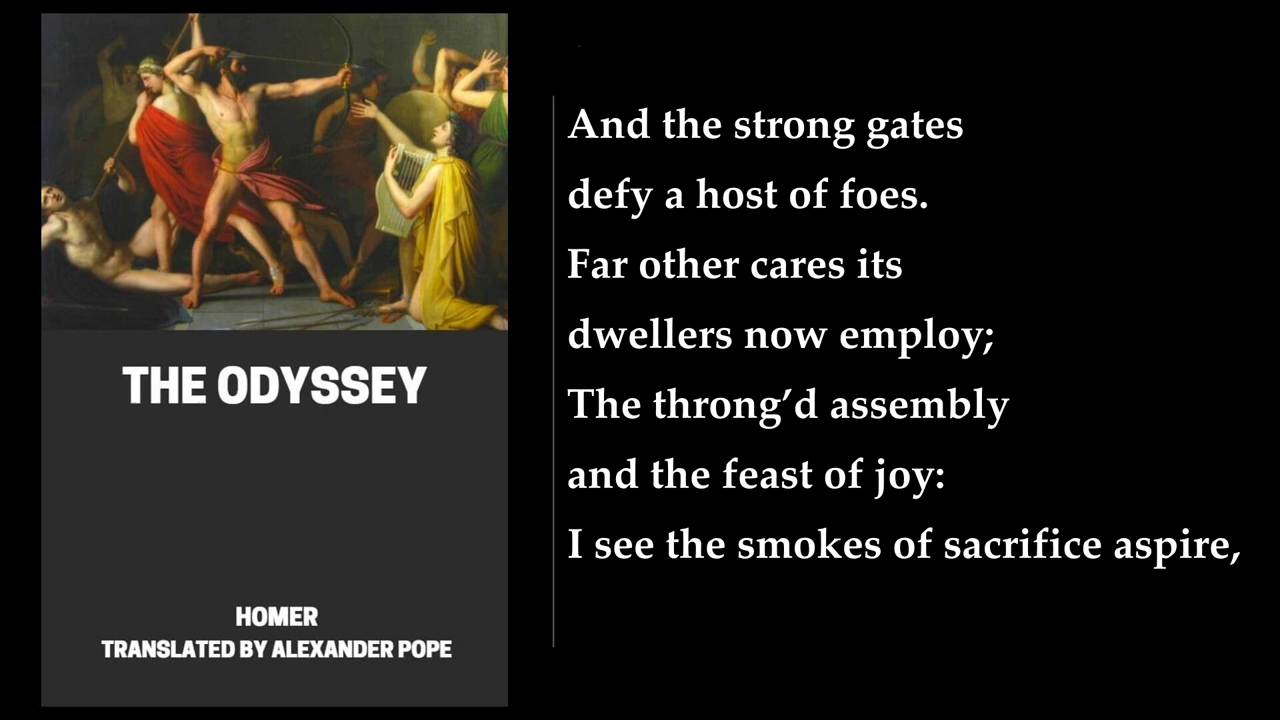 THE ODYSSEY
HOMER
TRANSLATED BY ALEXANDER POPE
And the strong gates
defy a host of foes.
Far other cares its
dwellers now employ;
The throng’d assembly
and the feast of joy:
I see the smokes of sacrifice aspire,